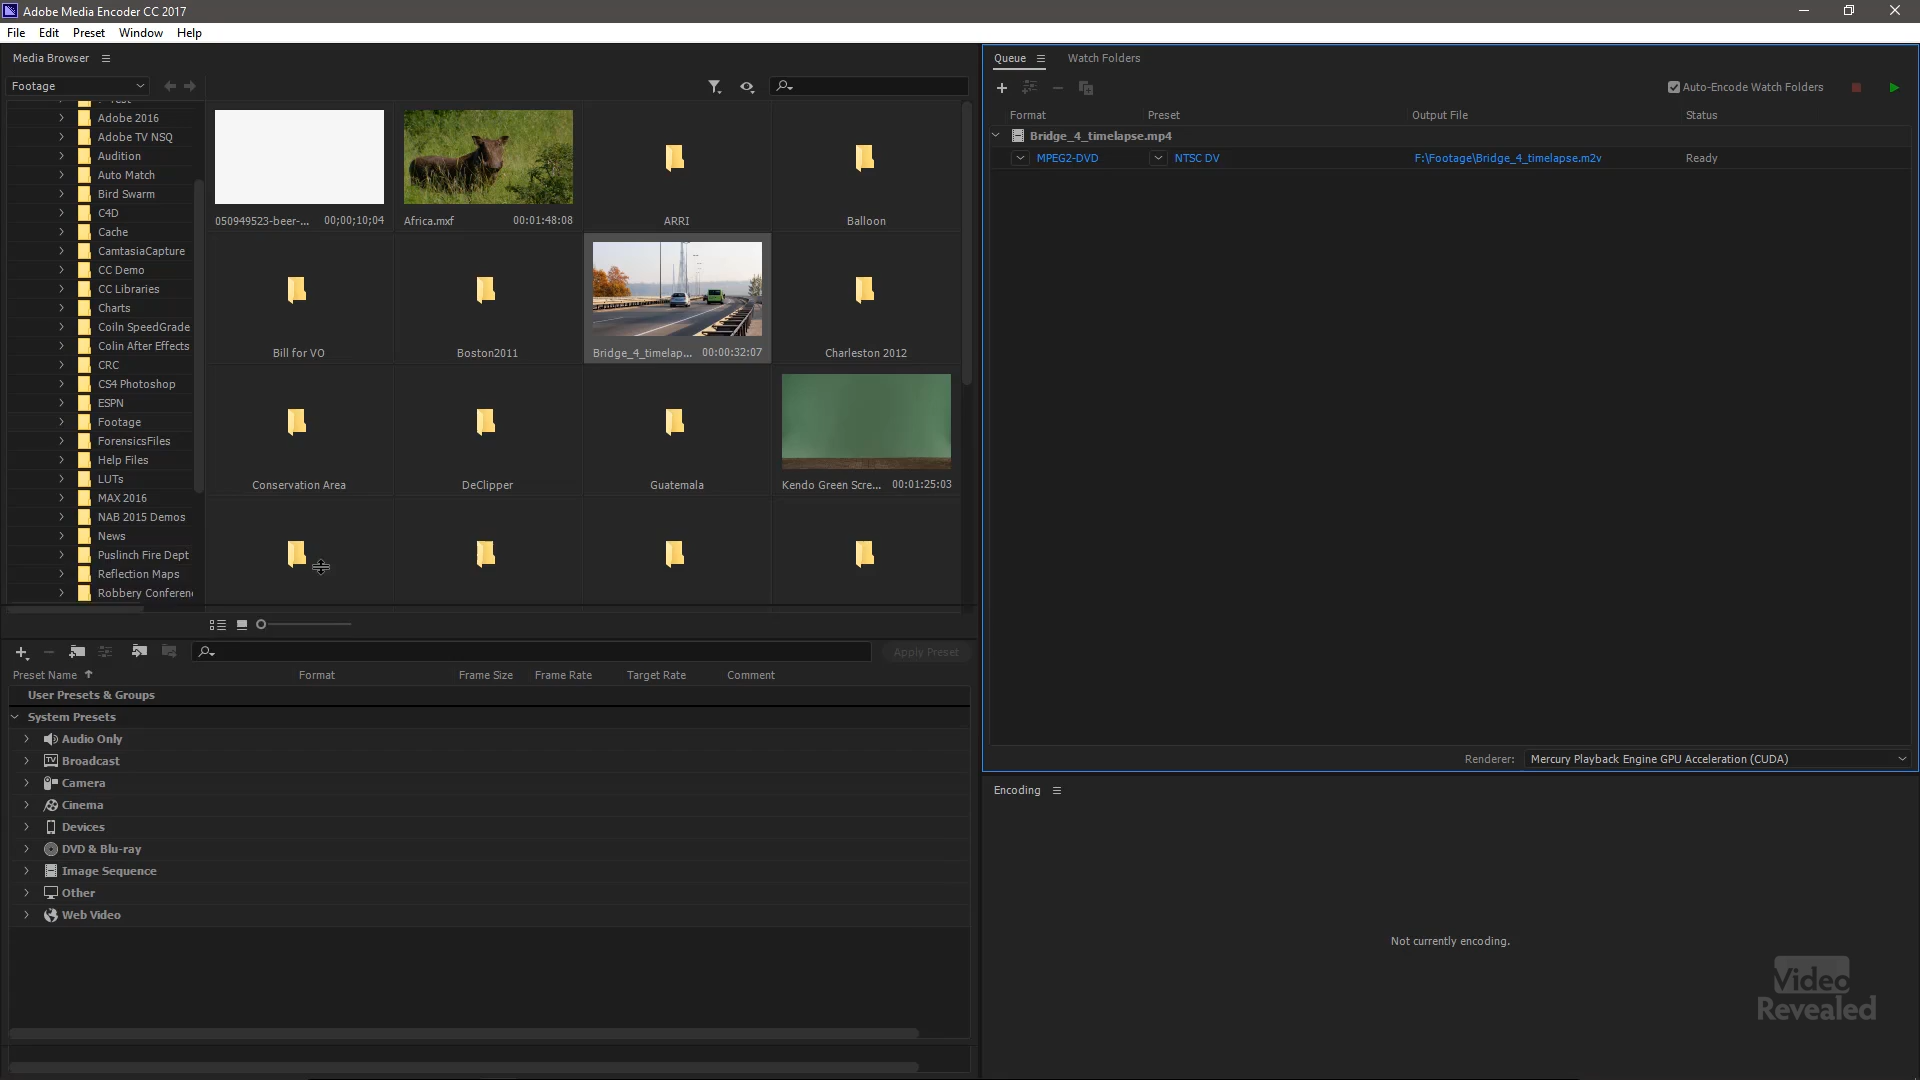 Adobe Media Encoder CC 2017
File Edit Preset Window Help
Media Browser
Footage
Adobe 2016
Adobe TV NSQ
Audition
Auto Match
Bird Swarm
C4D
Cache
CamtasiaCapture
CC Demo
CC Libraries
Charts
Coiln SpeedGrade
Colin After Effects
CRC
CS4 Photoshop
ESPN
Footage
ForensicsFiles
Help Files
LUTs
MAX 2016
NAB 2015 Demos
News
Puslinch Fire Dept
Reflection Maps
Robbery Conferen
050949523-beer-... 00;00;10;04
Africa.mxf 00:01:48:08
ARRI
Balloon
Bill for VO
Boston2011
Bridge_4_timelap... 00:00:32:07
Charleston 2012
Conservation Area
DeClipper
Guatemala
Kendo Green Scre... 00:01:25:03
Apply Preset
Preset Name Format Frame Size Frame Rate Target Rate Comment
User Presets & Groups
System Presets
Audio Only
TV Broadcast
Camera
Cinema
Devices
DVD & Blu-ray
Image Sequence
Other
Web Video
Queue Watch Folders
Auto-Encode Watch Folders
Format Preset Output File Status
Bridge_4_timelapse.mp4
MPEG2-DVD NTSC DV F:\Footage\Bridge_4_timelapse.m2v Ready
Renderer: Mercury Playback Engine GPU Acceleration (CUDA)
Encoding
Not currently encoding.
Video
Revealed